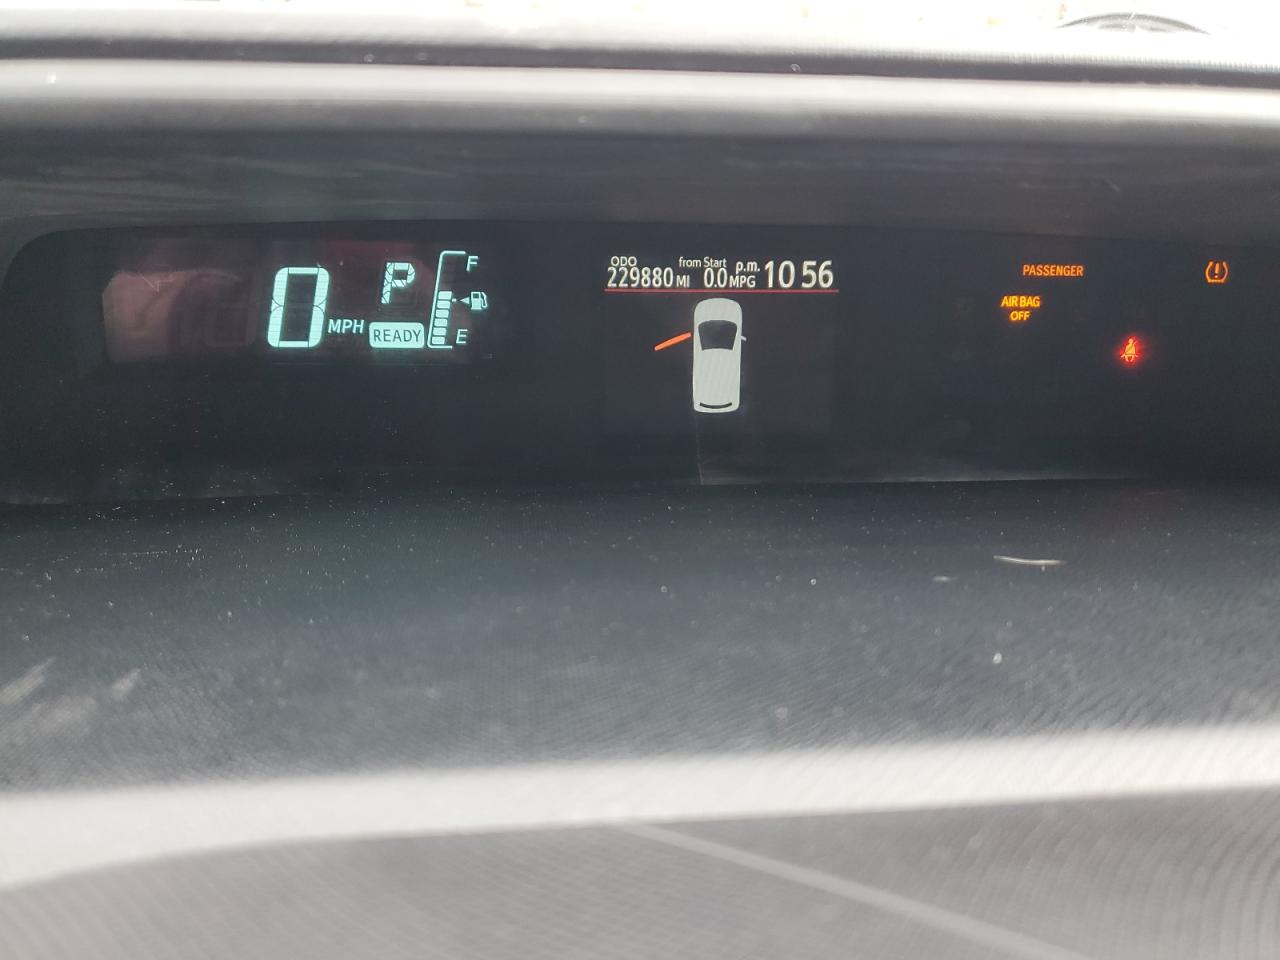 0 MPH
P
READY
F
E
ODO
229880 MI
from Start
0.0 MPG
p.m. 10 56
PASSENGER
AIR BAG
OFF